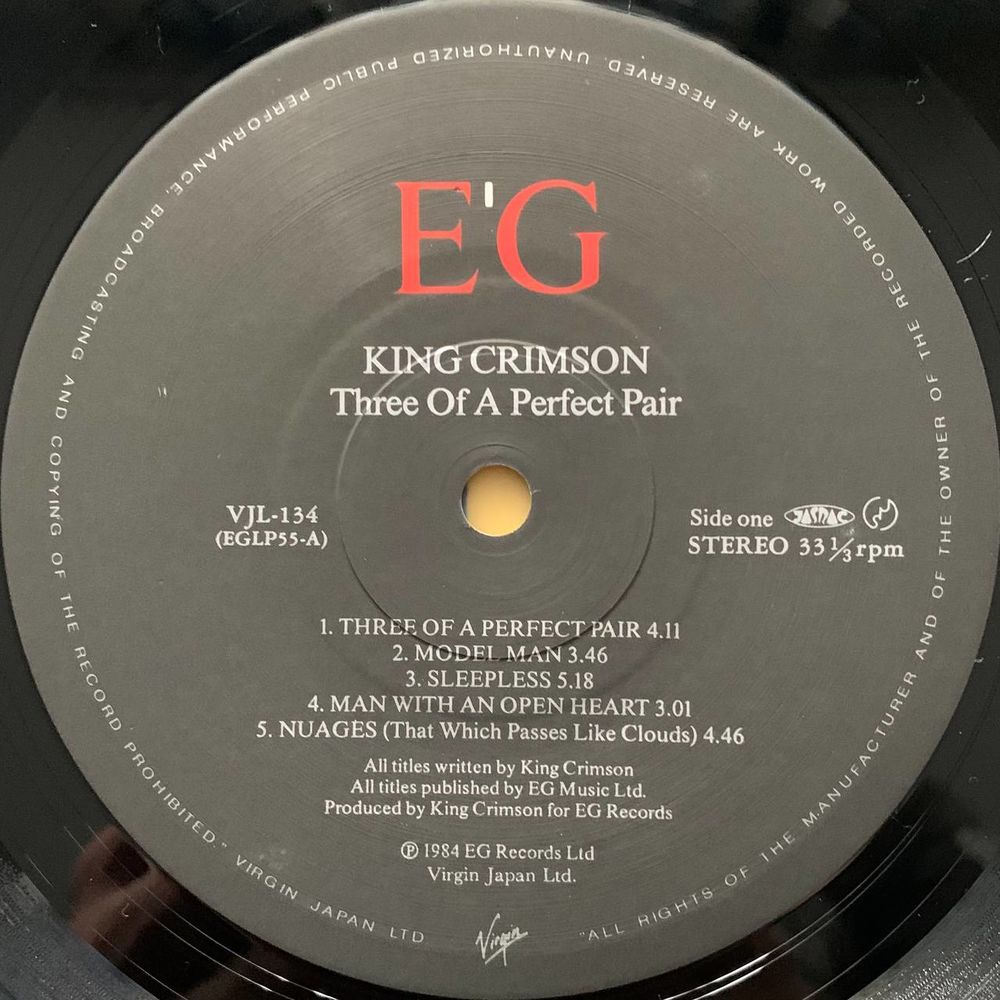 E'G
KING CRIMSON
Three Of A Perfect Pair
VJL-134
(EGLP55-A)
Side one JASRAC
STEREO 33 1/3 rpm
1. THREE OF A PERFECT PAIR 4.11
2. MODEL MAN 3.46
3. SLEEPLESS 5.18
4. MAN WITH AN OPEN HEART 3.01
5. NUAGES (That Which Passes Like Clouds) 4.46
All titles written by King Crimson
All titles published by EG Music Ltd.
Produced by King Crimson for EG Records
Ⓟ 1984 EG Records Ltd
Virgin Japan Ltd.
Virgin
"ALL RIGHTS OF THE MANUFACTURER AND OF THE OWNER OF THE RECORDED WORK ARE RESERVED. UNAUTHORIZED PUBLIC PERFORMANCE, BROADCASTING AND COPYING OF THE RECORD PROHIBITED." VIRGIN JAPAN LTD